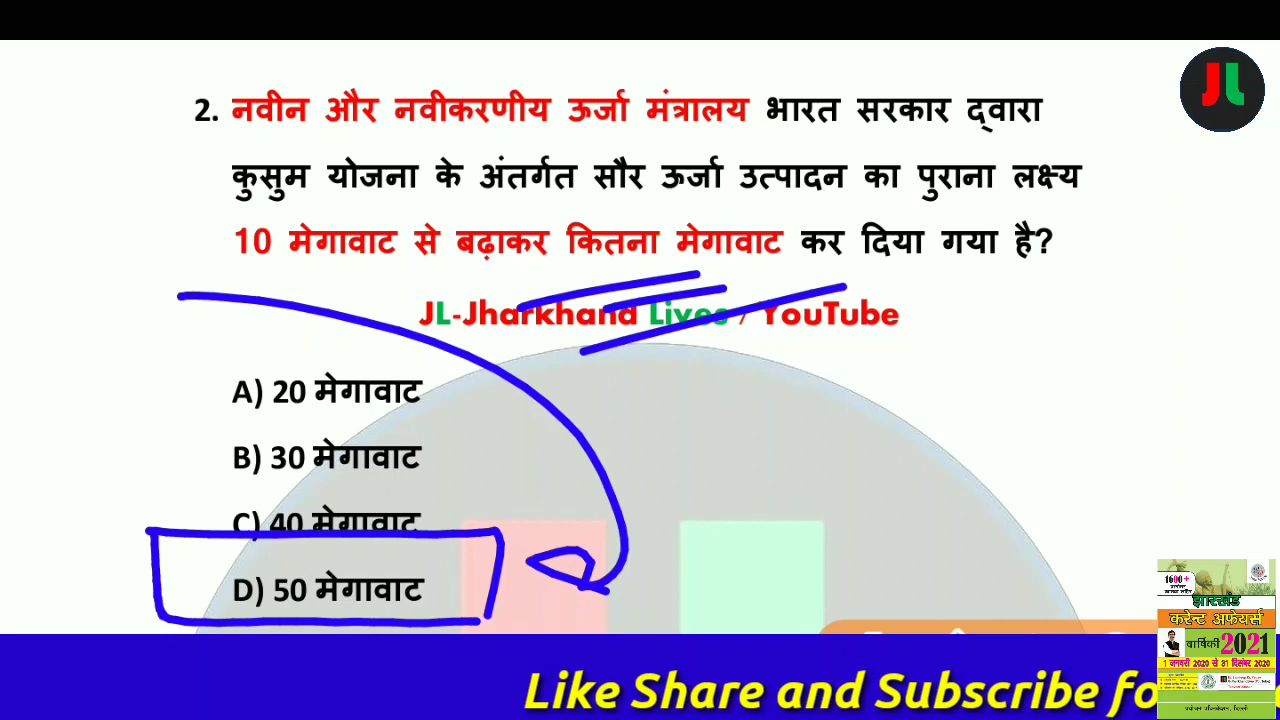 JL
2. नवीन और नवीकरणीय ऊर्जा मंत्रालय भारत सरकार द्वारा
कुसुम योजना के अंतर्गत सौर ऊर्जा उत्पादन का पुराना लक्ष्य
10 मेगावाट से बढ़ाकर कितना मेगावाट कर दिया गया है?
JL-Jharkhand Lives / YouTube
A) 20 मेगावाट
B) 30 मेगावाट
C) 40 मेगावाट
D) 50 मेगावाट
1600+
झारखंड
करेन्ट अफेयर्स
वार्षिकी 2021
1 जनवरी 2020 से 31 दिसंबर 2020
Like Share and Subscribe fo